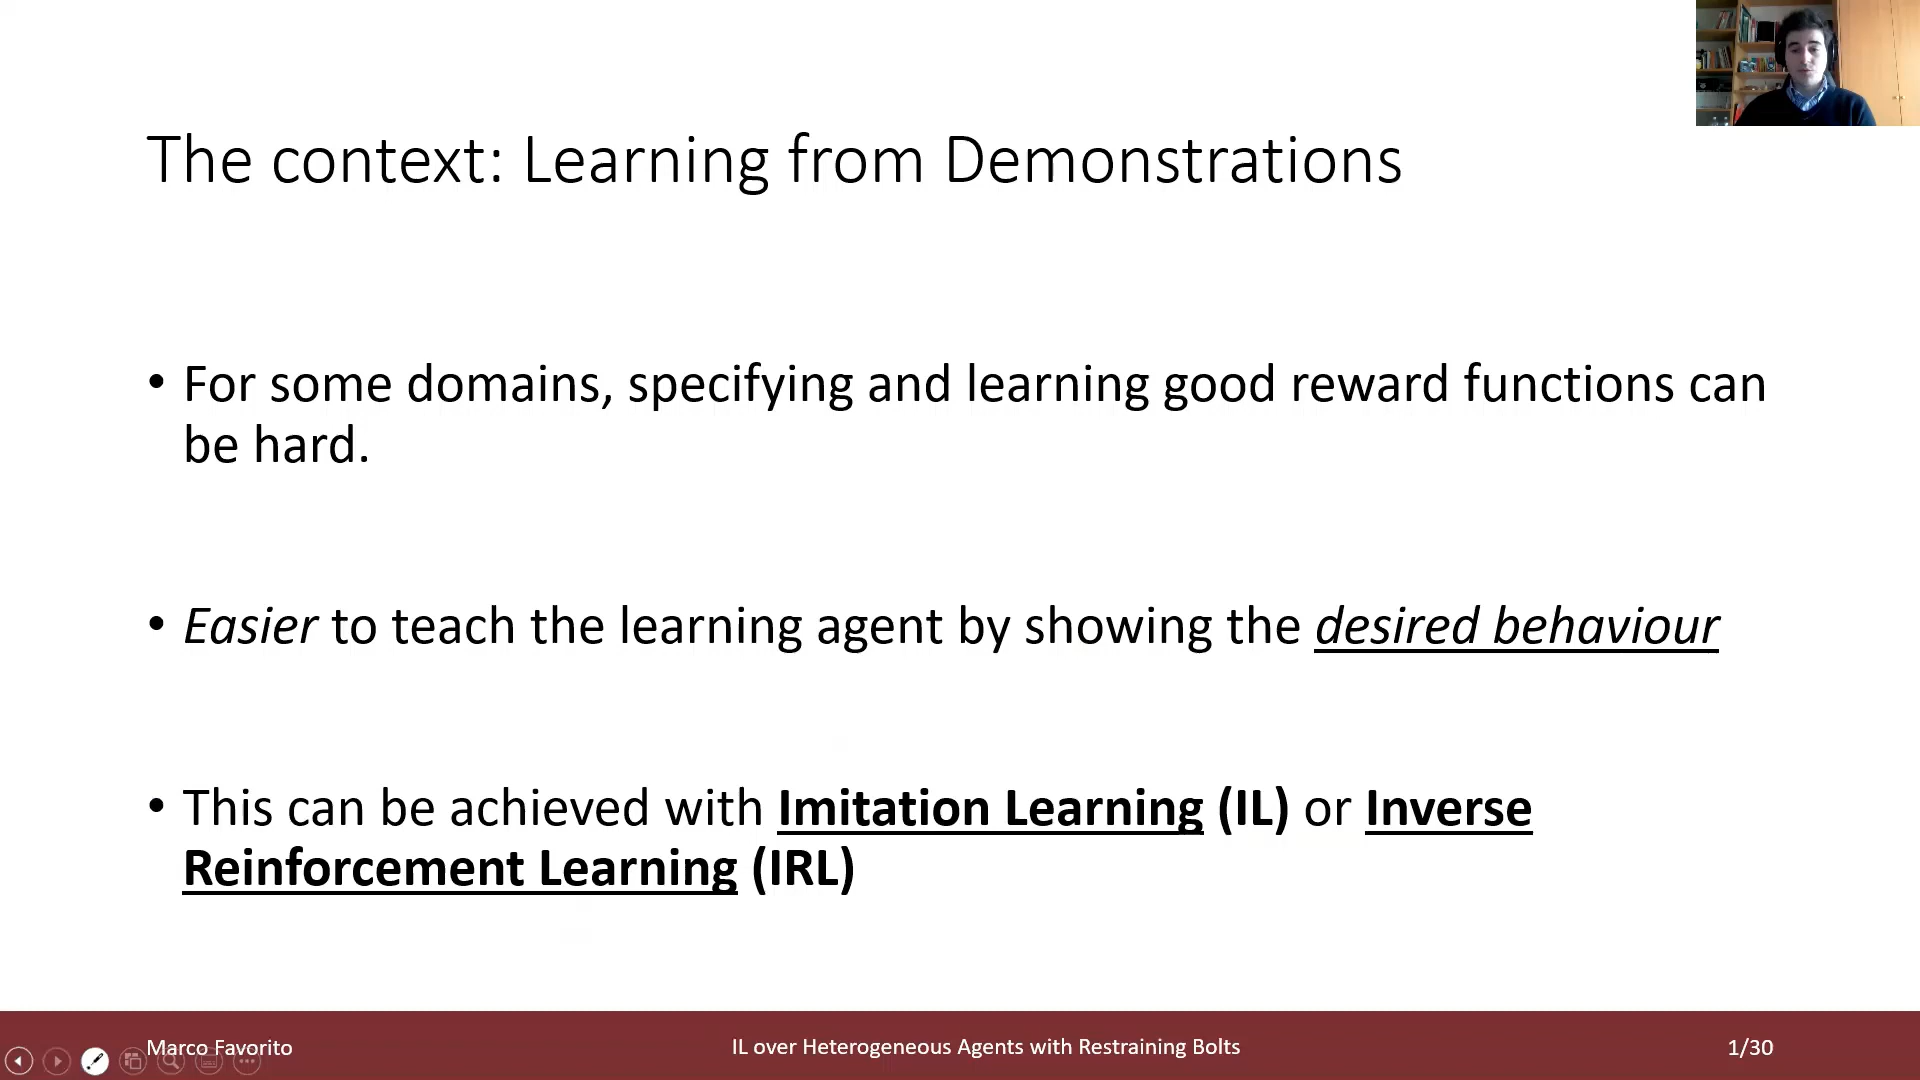 The context: Learning from Demonstrations
• For some domains, specifying and learning good reward functions can
be hard.
• Easier to teach the learning agent by showing the desired behaviour
• This can be achieved with Imitation Learning (IL) or Inverse
Reinforcement Learning (IRL)
Marco Favorito
IL over Heterogeneous Agents with Restraining Bolts
1/30